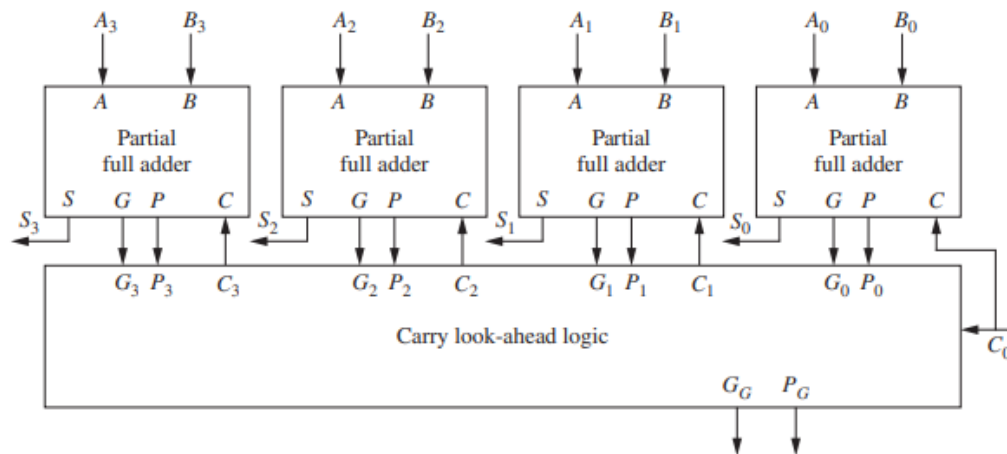 A₃ B₃ A₂ B₂ A₁ B₁ A₀ B₀
A B A B A B A B
Partial Partial Partial Partial
full adder full adder full adder full adder
S G P C S G P C S G P C S G P C
S₃ S₂ S₁ S₀
G₃ P₃ C₃ G₂ P₂ C₂ G₁ P₁ C₁ G₀ P₀
Carry look-ahead logic
C₀
G_G P_G